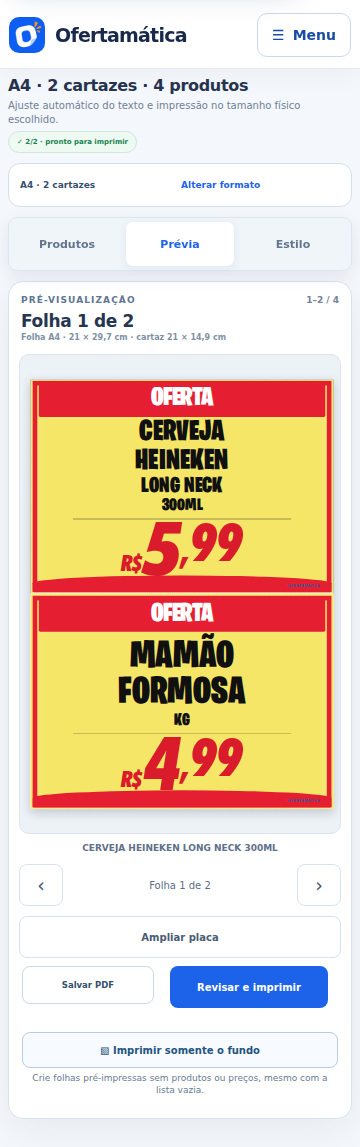 Ofertamática
☰ Menu
A4 · 2 cartazes · 4 produtos
Ajuste automático do texto e impressão no tamanho físico
escolhido.
✓ 2/2 · pronto para imprimir
A4 · 2 cartazes
Alterar formato
Produtos
Prévia
Estilo
PRÉ-VISUALIZAÇÃO
1–2 / 4
Folha 1 de 2
Folha A4 · 21 × 29,7 cm · cartaz 21 × 14,9 cm
OFERTA
CERVEJA
HEINEKEN
LONG NECK
300ML
R$5,99
OFERTA
MAMÃO
FORMOSA
KG
R$4,99
CERVEJA HEINEKEN LONG NECK 300ML
‹
Folha 1 de 2
›
Ampliar placa
Salvar PDF
Revisar e imprimir
▧ Imprimir somente o fundo
Crie folhas pré-impressas sem produtos ou preços, mesmo com a
lista vazia.